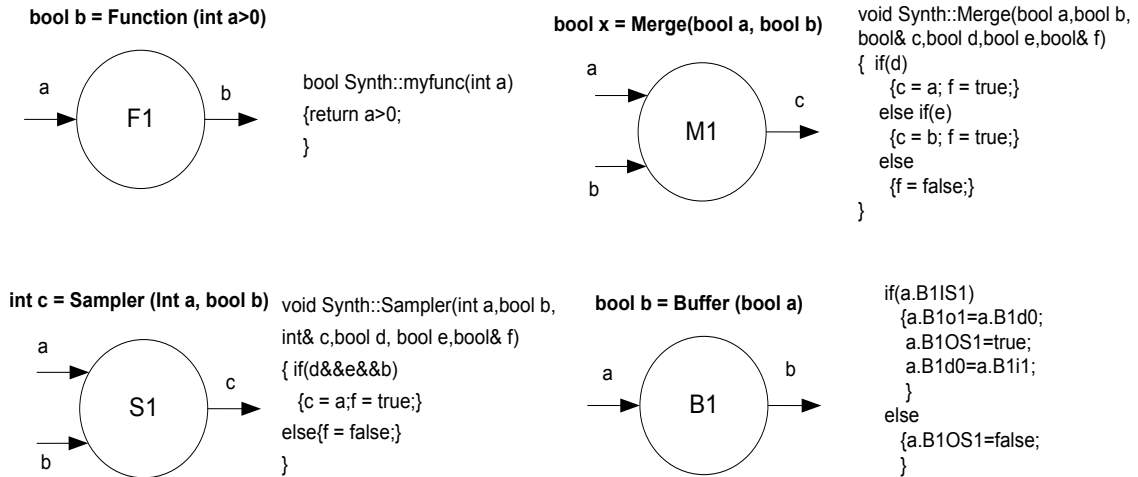 bool b = Function (int a>0)
a
F1
b
bool Synth::myfunc(int a)
{return a>0;
}
bool x = Merge(bool a, bool b)
a
b
M1
c
void Synth::Merge(bool a,bool b,
bool& c,bool d,bool e,bool& f)
{ if(d)
{c = a; f = true;}
else if(e)
{c = b; f = true;}
else
{f = false;}
}
int c = Sampler (Int a, bool b)
a
b
S1
c
void Synth::Sampler(int a,bool b,
int& c,bool d, bool e,bool& f)
{ if(d&&e&&b)
{c = a;f = true;}
else{f = false;}
}
bool b = Buffer (bool a)
a
B1
b
if(a.B1IS1)
{a.B1o1=a.B1d0;
a.B1OS1=true;
a.B1d0=a.B1i1;
}
else
{a.B1OS1=false;
}